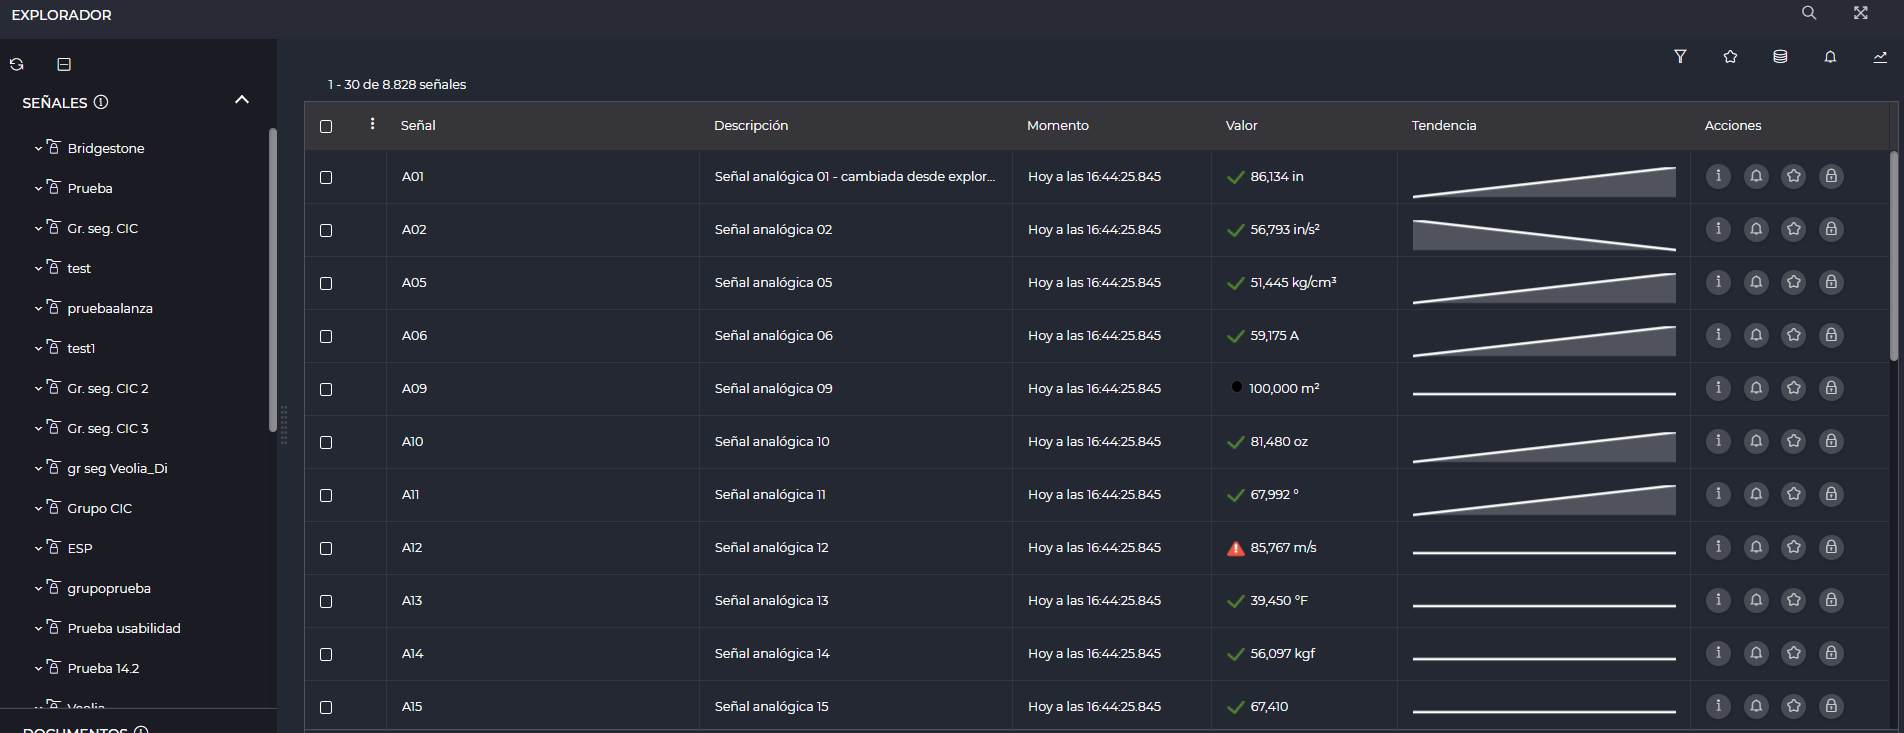 EXPLORADOR
SEÑALES
Bridgestone
Prueba
Gr. seg. CIC
test
pruebaalanza
test1
Gr. seg. CIC 2
Gr. seg. CIC 3
gr seg Veolia_Di
Grupo CIC
ESP
grupoprueba
Prueba usabilidad
Prueba 14.2
Veolia
DOCUMENTOS
1 - 30 de 8.828 señales
Señal Descripción Momento Valor Tendencia Acciones
A01 Señal analógica 01 - cambiada desde explor... Hoy a las 16:44:25.845 86,134 in
A02 Señal analógica 02 Hoy a las 16:44:25.845 56,793 in/s²
A05 Señal analógica 05 Hoy a las 16:44:25.845 51,445 kg/cm³
A06 Señal analógica 06 Hoy a las 16:44:25.845 59,175 A
A09 Señal analógica 09 Hoy a las 16:44:25.845 100,000 m²
A10 Señal analógica 10 Hoy a las 16:44:25.845 81,480 oz
A11 Señal analógica 11 Hoy a las 16:44:25.845 67,992 º
A12 Señal analógica 12 Hoy a las 16:44:25.845 85,767 m/s
A13 Señal analógica 13 Hoy a las 16:44:25.845 39,450 ºF
A14 Señal analógica 14 Hoy a las 16:44:25.845 56,097 kgf
A15 Señal analógica 15 Hoy a las 16:44:25.845 67,410